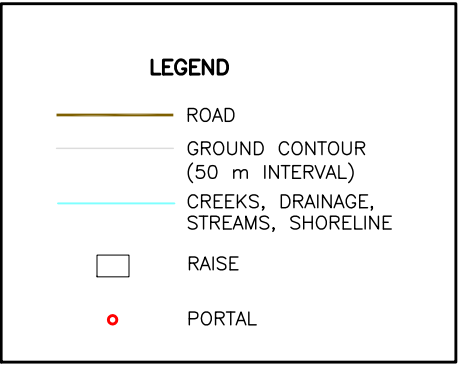 LEGEND
ROAD
GROUND CONTOUR
(50 m INTERVAL)
CREEKS, DRAINAGE,
STREAMS, SHORELINE
RAISE
PORTAL